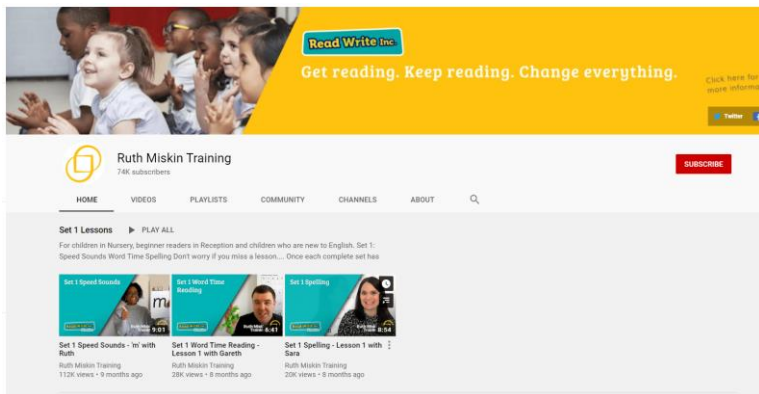 Read Write Inc.
Get reading. Keep reading. Change everything.
Click here for
more informa
Twitter
Ruth Miskin Training
74K subscribers
SUBSCRIBE
HOME VIDEOS PLAYLISTS COMMUNITY CHANNELS ABOUT
Set 1 Lessons PLAY ALL
For children in Nursery, beginner readers in Reception and children who are new to English. Set 1:
Speed Sounds Word Time Spelling Don't worry if you miss a lesson.... Once each complete set has
Set 1 Speed Sounds
m
9:01
Set 1 Word Time
Reading
6:41
Set 1 Spelling
8:54
Set 1 Speed Sounds - 'm' with
Ruth
Ruth Miskin Training
112K views • 9 months ago
Set 1 Word Time Reading -
Lesson 1 with Gareth
Ruth Miskin Training
28K views • 8 months ago
Set 1 Spelling - Lesson 1 with
Sara
Ruth Miskin Training
20K views • 8 months ago